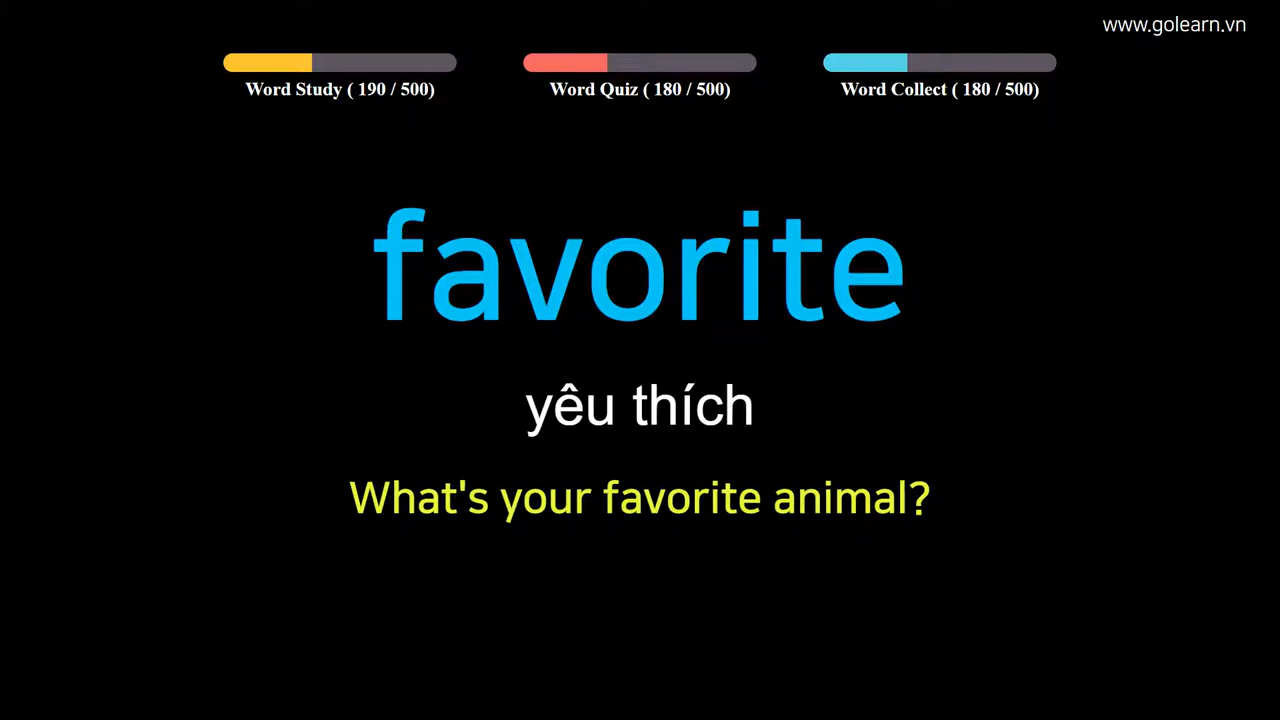 www.golearn.vn
Word Study ( 190 / 500)
Word Quiz ( 180 / 500)
Word Collect ( 180 / 500)
favorite
yêu thích
What's your favorite animal?